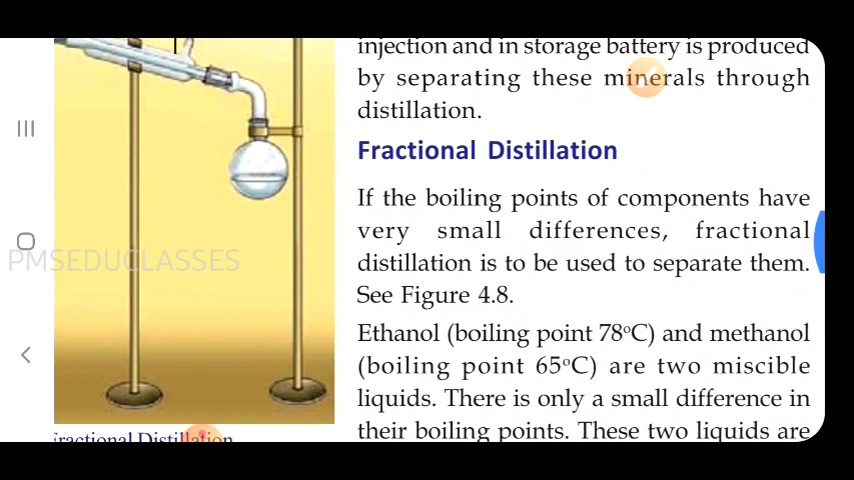 injection and in storage battery is produced
by separating these minerals through
distillation.
Fractional Distillation
If the boiling points of components have
very small differences, fractional
distillation is to be used to separate them.
See Figure 4.8.
Ethanol (boiling point 78°C) and methanol
(boiling point 65°C) are two miscible
liquids. There is only a small difference in
their boiling points. These two liquids are
PMSEDUCLASSES
Fractional Distillation